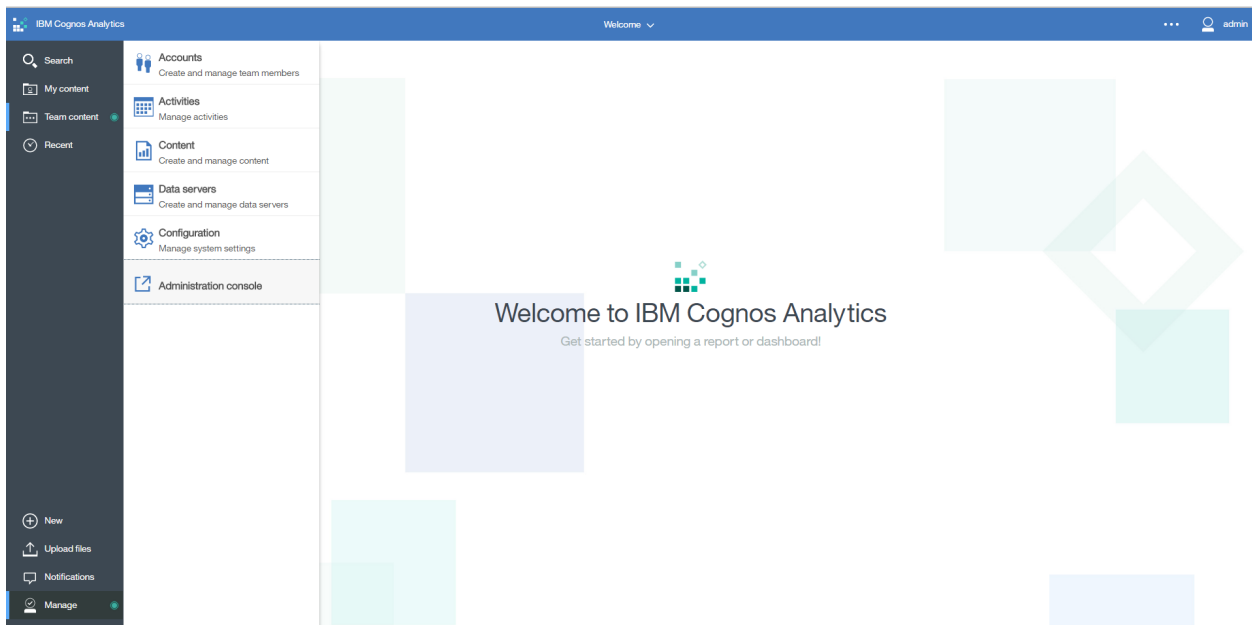 IBM Cognos Analytics
Welcome
admin
Search
My content
Team content
Recent
New
Upload files
Notifications
Manage
Accounts
Create and manage team members
Activities
Manage activities
Content
Create and manage content
Data servers
Create and manage data servers
Configuration
Manage system settings
Administration console
Welcome to IBM Cognos Analytics
Get started by opening a report or dashboard!